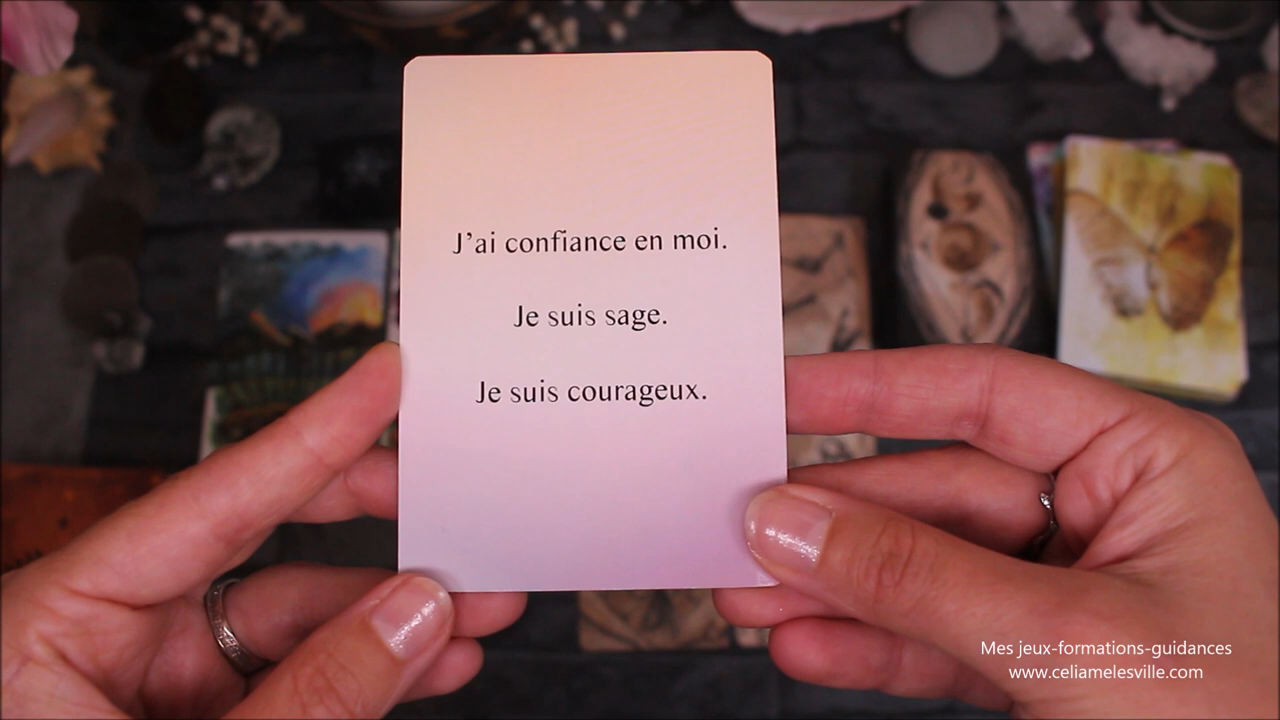 J’ai confiance en moi.
Je suis sage.
Je suis courageux.
Mes jeux-formations-guidances
www.celiamelesville.com